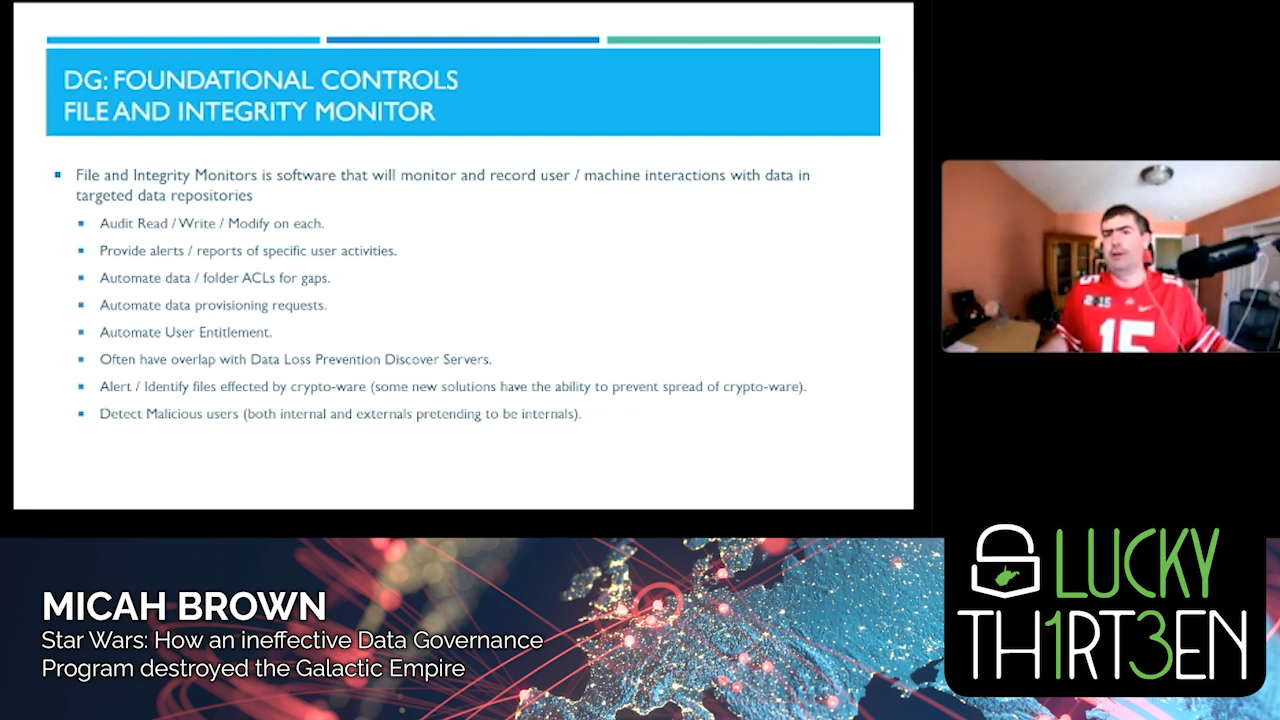 DG: FOUNDATIONAL CONTROLS
FILE AND INTEGRITY MONITOR
File and Integrity Monitors is software that will monitor and record user / machine interactions with data in
targeted data repositories
Audit Read / Write / Modify on each.
Provide alerts / reports of specific user activities.
Automate data / folder ACLs for gaps.
Automate data provisioning requests.
Automate User Entitlement.
Often have overlap with Data Loss Prevention Discover Servers.
Alert / Identify files effected by crypto-ware (some new solutions have the ability to prevent spread of crypto-ware).
Detect Malicious users (both internal and externals pretending to be internals).
15
MICAH BROWN
Star Wars: How an ineffective Data Governance
Program destroyed the Galactic Empire
LUCKY
TH1RT3EN